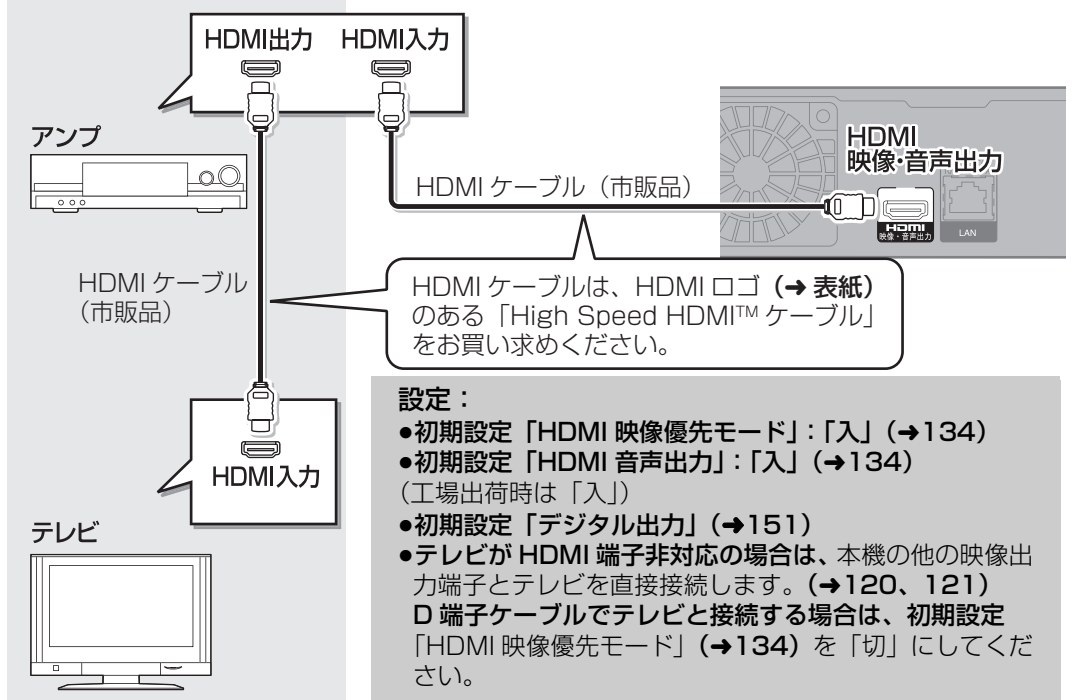 HDMI出力 HDMI入力
アンプ
HDMI
映像・音声出力
HDMI ケーブル（市販品）
HDMI
映像・音声出力
LAN
HDMI ケーブル
（市販品）
HDMI ケーブルは、HDMI ロゴ（➜ 表紙）
のある「High Speed HDMI™ ケーブル」
をお買い求めください。
HDMI入力
テレビ
設定：
●初期設定「HDMI 映像優先モード」：「入」（➜134）
●初期設定「HDMI 音声出力」：「入」（➜134）
（工場出荷時は「入」）
●初期設定「デジタル出力」（➜151）
●テレビが HDMI 端子非対応の場合は、本機の他の映像出
力端子とテレビを直接接続します。（➜120、121）
D 端子ケーブルでテレビと接続する場合は、初期設定
「HDMI 映像優先モード」（➜134）を「切」にしてくだ
さい。